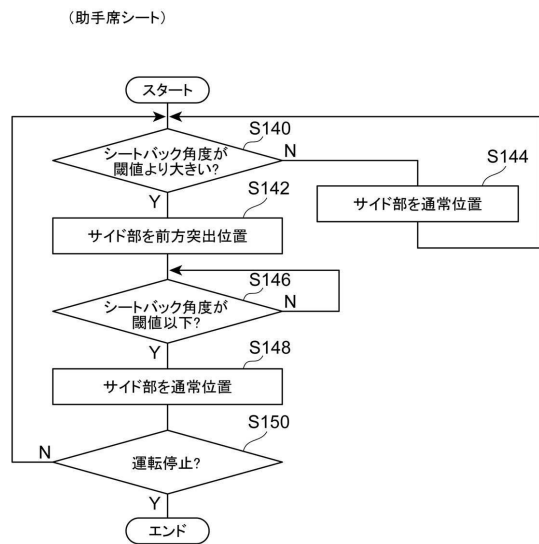 (助手席シート)
スタート
S140
シートバック角度が
閾値より大きい?
N
S144
Y
S142
サイド部を通常位置
サイド部を前方突出位置
S146
シートバック角度が
閾値以下?
N
Y
S148
サイド部を通常位置
S150
N
運転停止?
Y
エンド